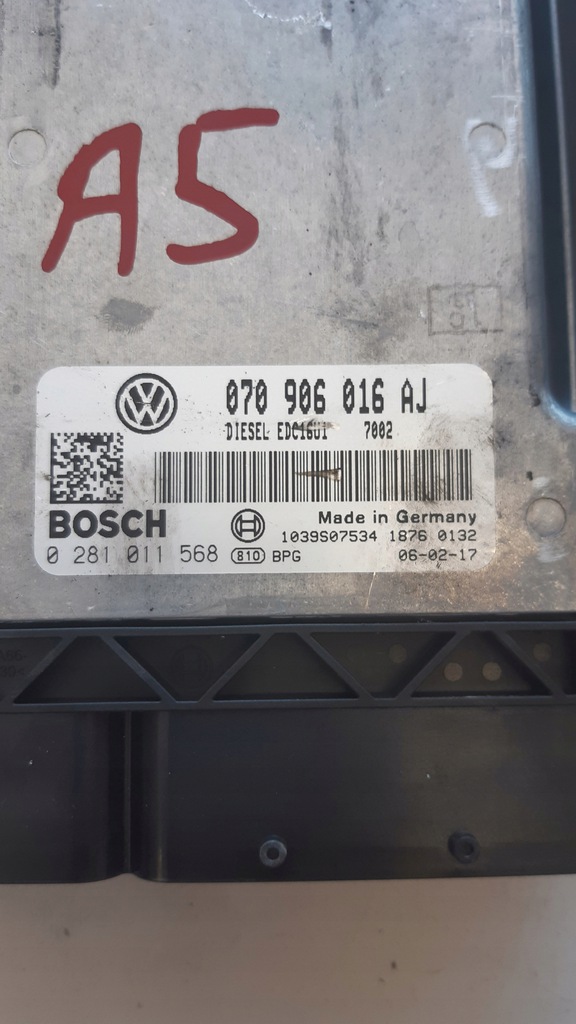 A5
070 906 016 AJ
DIESEL EDC16U1 7002
BOSCH
Made in Germany
1039S07534 1876 0132
0 281 011 568 810 BPG 06-02-17